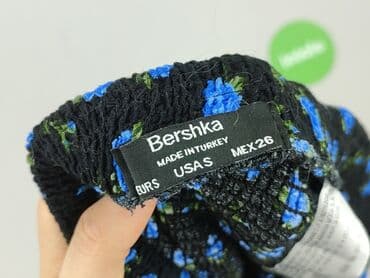 Bershka
MADE IN TURKEY
EUR S USA S MEX 26